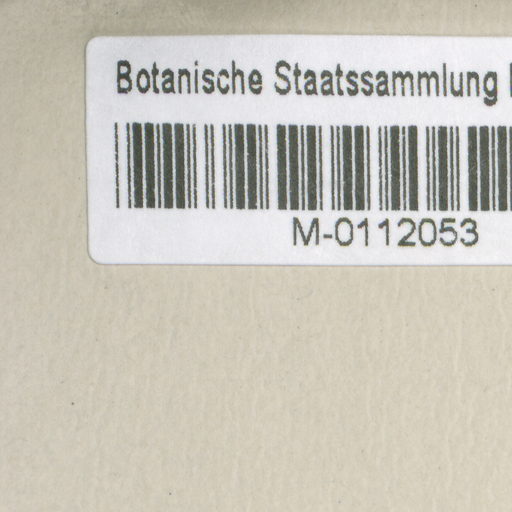 Botanische Staatssammlung
M-0112053